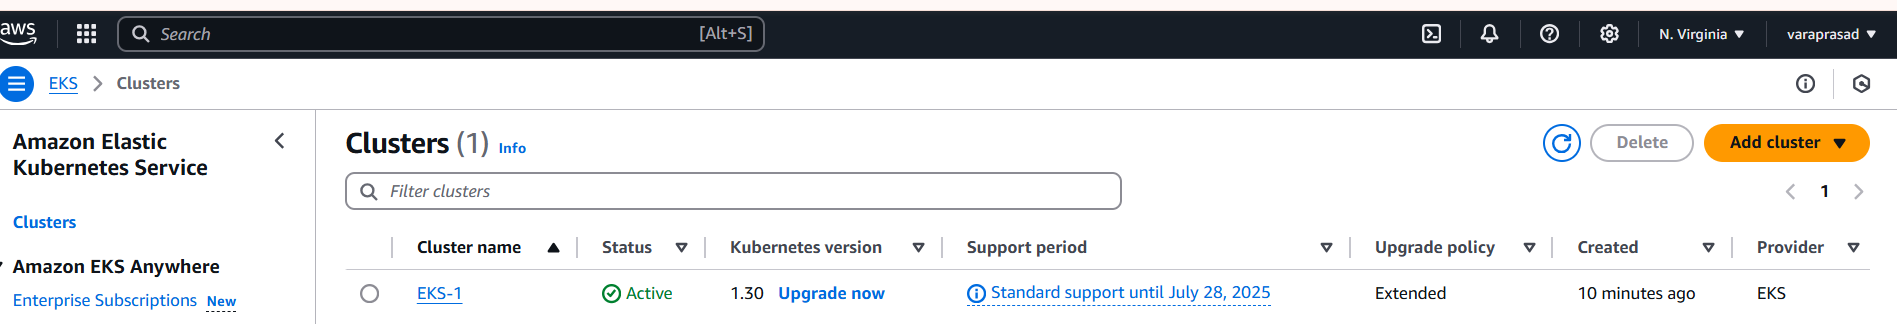 aws
Search [Alt+S] N. Virginia ▼ varaprasad ▼
EKS > Clusters
Amazon Elastic
Kubernetes Service
Clusters
Amazon EKS Anywhere
Enterprise Subscriptions New
Clusters (1) Info
Delete Add cluster ▼
Filter clusters
1
Cluster name Status Kubernetes version Support period Upgrade policy Created Provider
EKS-1 Active 1.30 Upgrade now Standard support until July 28, 2025 Extended 10 minutes ago EKS